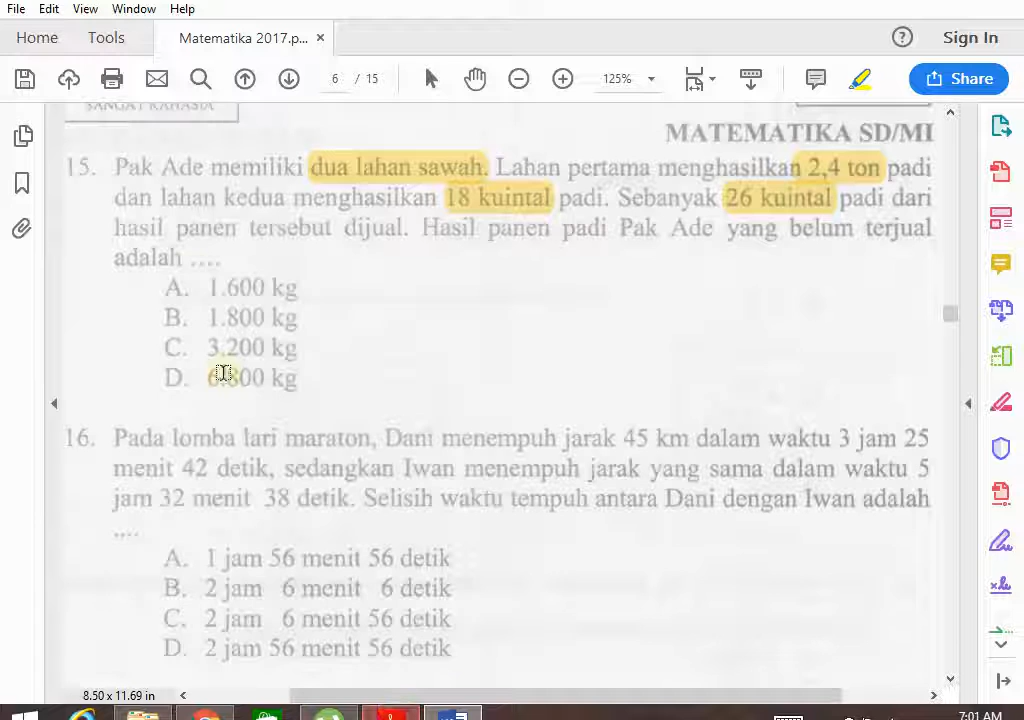 File Edit View Window Help
Home Tools Matematika 2017.p... × Sign In
6 / 15 125% Share
SANGAT RAHASIA
MATEMATIKA SD/MI
15. Pak Ade memiliki dua lahan sawah. Lahan pertama menghasilkan 2,4 ton padi
dan lahan kedua menghasilkan 18 kuintal padi. Sebanyak 26 kuintal padi dari
hasil panen tersebut dijual. Hasil panen padi Pak Ade yang belum terjual
adalah ....
A. 1.600 kg
B. 1.800 kg
C. 3.200 kg
D. 6.800 kg
16. Pada lomba lari maraton, Dani menempuh jarak 45 km dalam waktu 3 jam 25
menit 42 detik, sedangkan Iwan menempuh jarak yang sama dalam waktu 5
jam 32 menit 38 detik. Selisih waktu tempuh antara Dani dengan Iwan adalah
....
A. 1 jam 56 menit 56 detik
B. 2 jam 6 menit 6 detik
C. 2 jam 6 menit 56 detik
D. 2 jam 56 menit 56 detik
8.50 x 11.69 in
7:01 AM